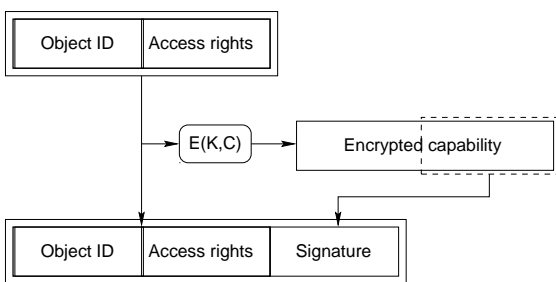 Object ID Access rights
E(K,C) Encrypted capability
Object ID Access rights Signature